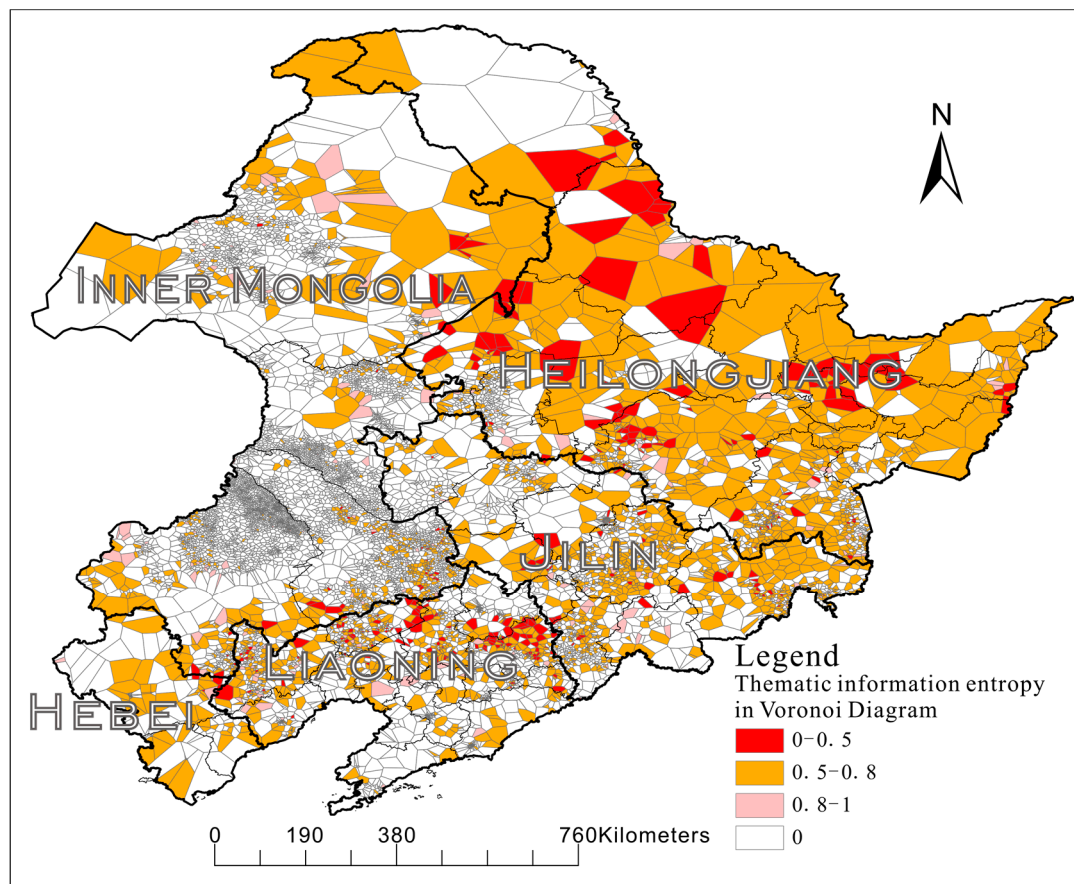 N
INNER MONGOLIA
HEILONGJIANG
JILIN
LIAONING
HEBEI
Legend
Thematic information entropy
in Voronoi Diagram
0-0.5
0.5-0.8
0.8-1
0
0 190 380 760Kilometers